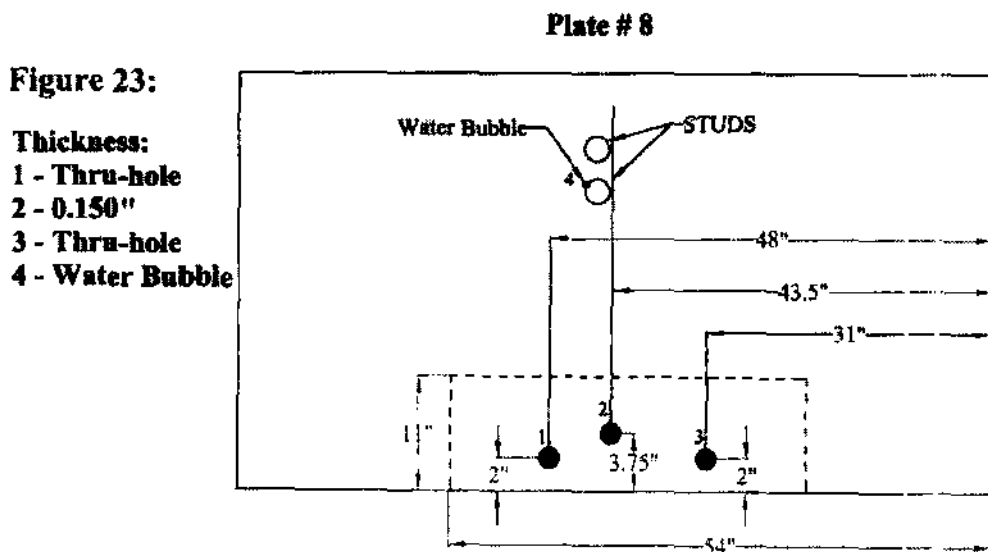 Plate # 8
Figure 23:
Thickness:
1 - Thru-hole
2 - 0.150"
3 - Thru-hole
4 - Water Bubble
Water Bubble
STUDS
4
48"
43.5"
31"
11"
2"
1
2
3.75"
3
2"
54"